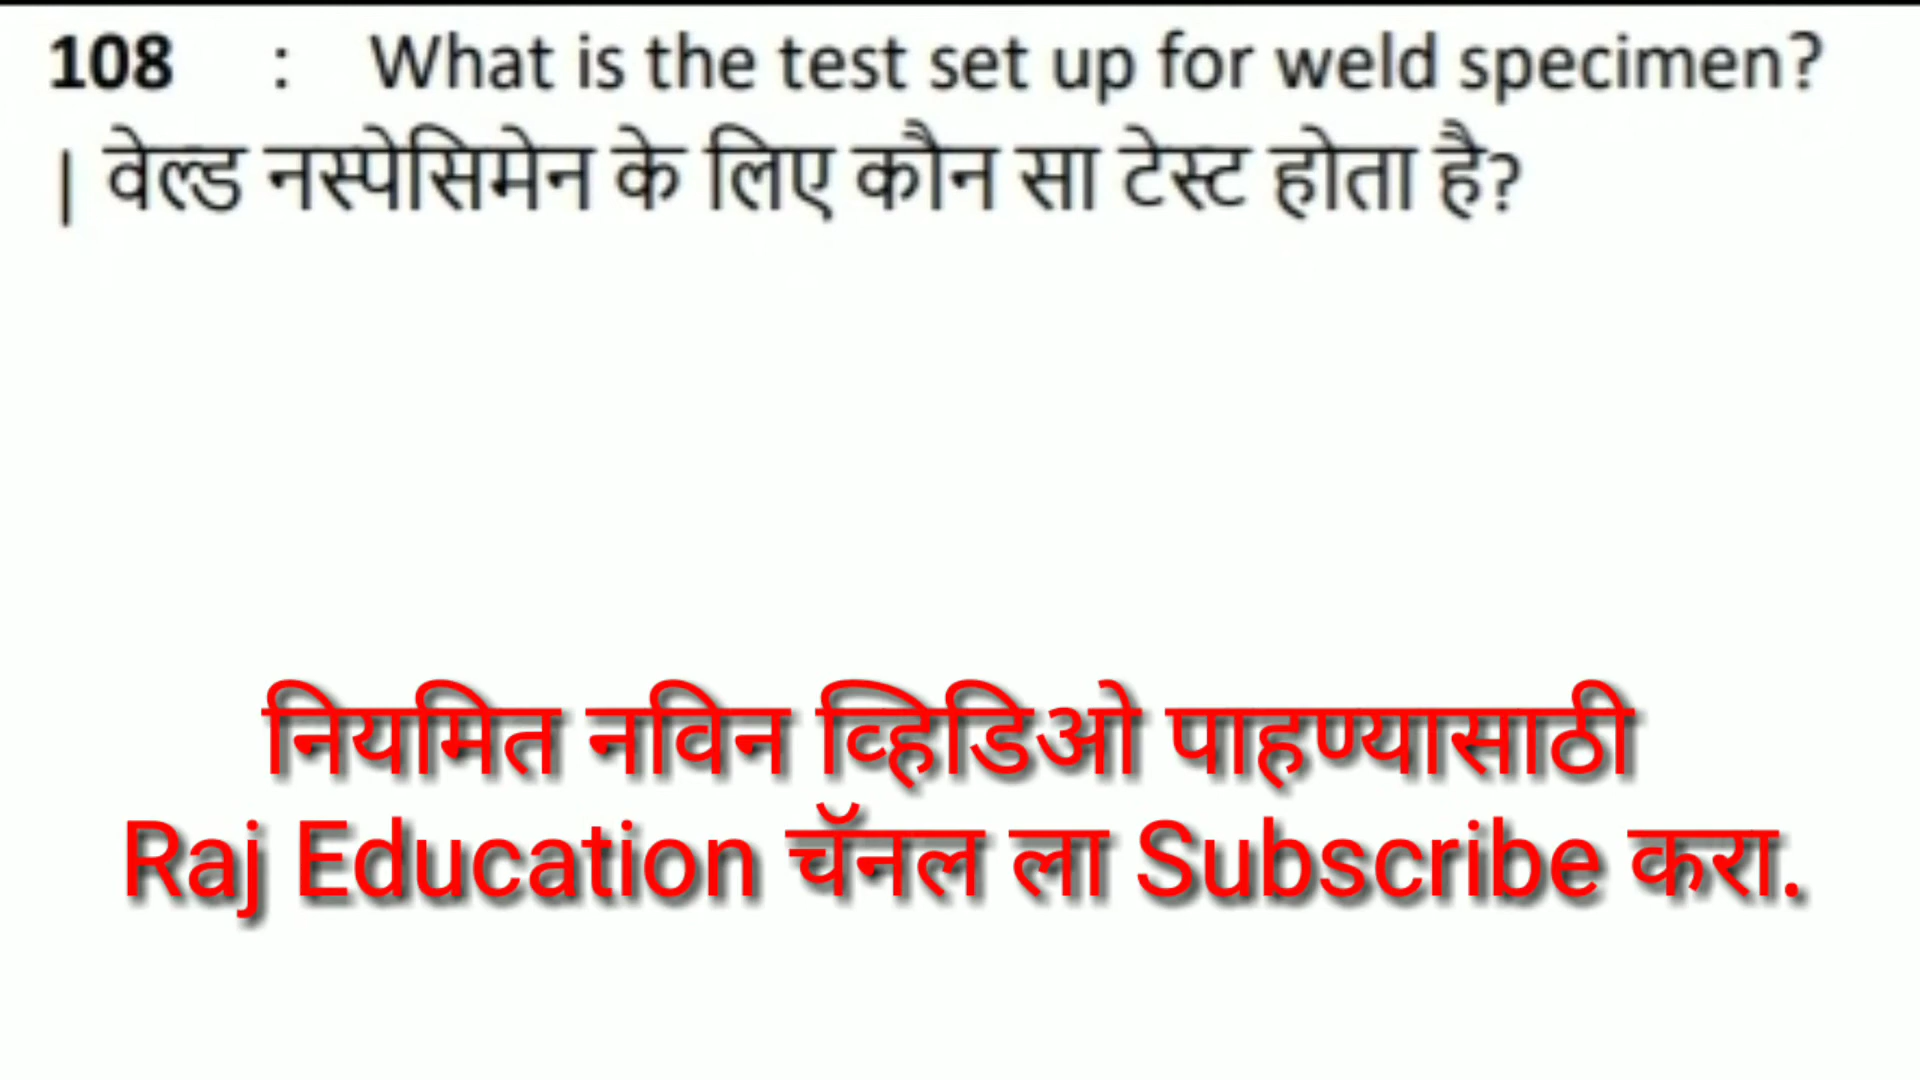 108 : What is the test set up for weld specimen?
| वेल्ड नस्पेसिमेन के लिए कौन सा टेस्ट होता है?
नियमित नविन व्हिडिओ पाहण्यासाठी
Raj Education चॅनल ला Subscribe करा.